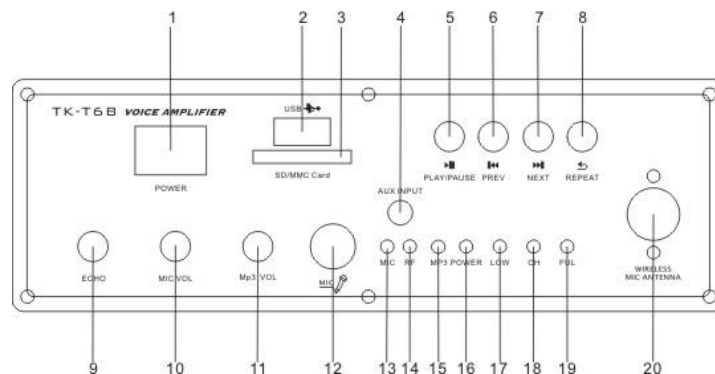 1 2 3 4 5 6 7 8
TK-T6B VOICE AMPLIFIER
USB
POWER
SD/MMC Card
PLAY/PAUSE PREV NEXT REPEAT
AUX INPUT
ECHO MIC VOL Mp3 VOL MIC
MIC RF MP3 POWER LOW CH FUL
WIRELESS
MIC ANTENNA
9 10 11 12 13 14 15 16 17 18 19 20